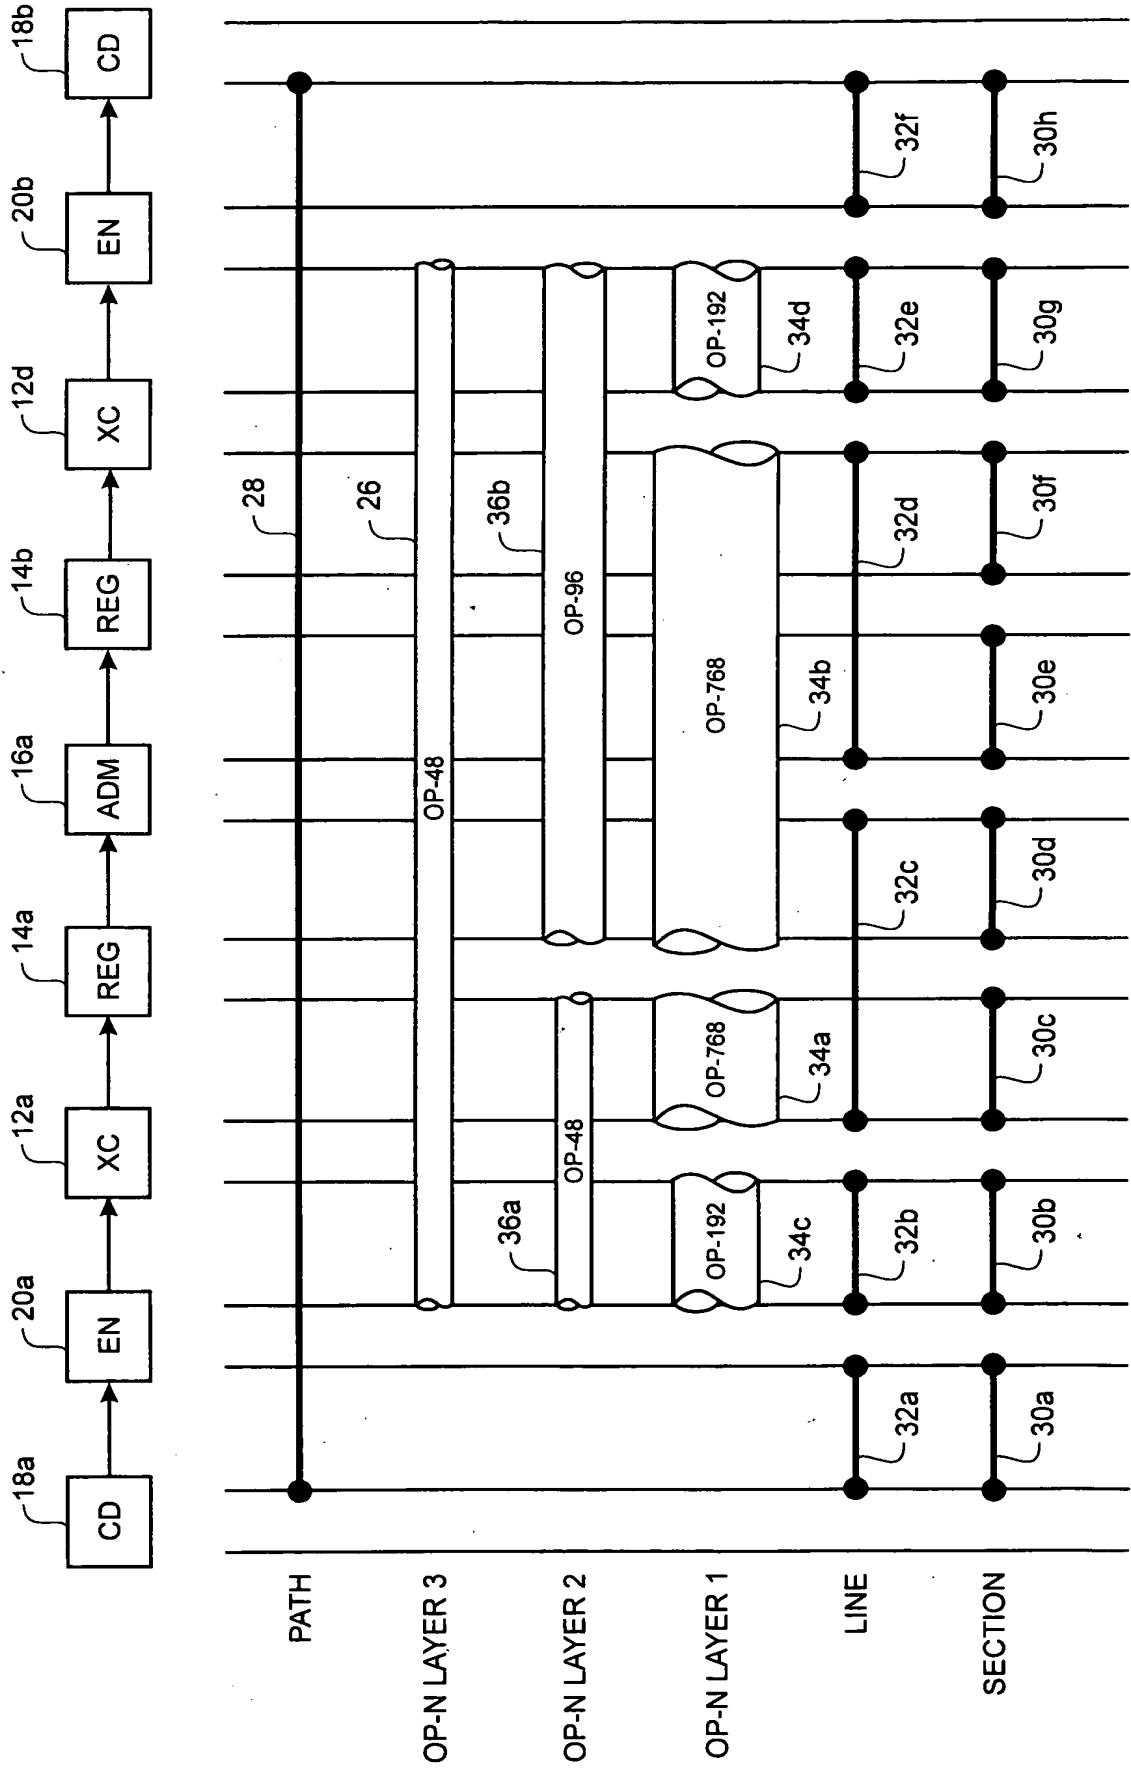 18a 20a 12a 14a 16a 14b 12d 20b 18b
CD EN XC REG ADM REG XC EN CD
PATH 28
OP-N LAYER 3 OP-48 26
OP-N LAYER 2 36a OP-48 36b OP-96
OP-N LAYER 1 OP-192 OP-768 OP-768 OP-192
34c 34a 34b 34d
LINE
32a 32b 32c 32d 32e 32f
SECTION
30a 30b 30c 30d 30e 30f 30g 30h